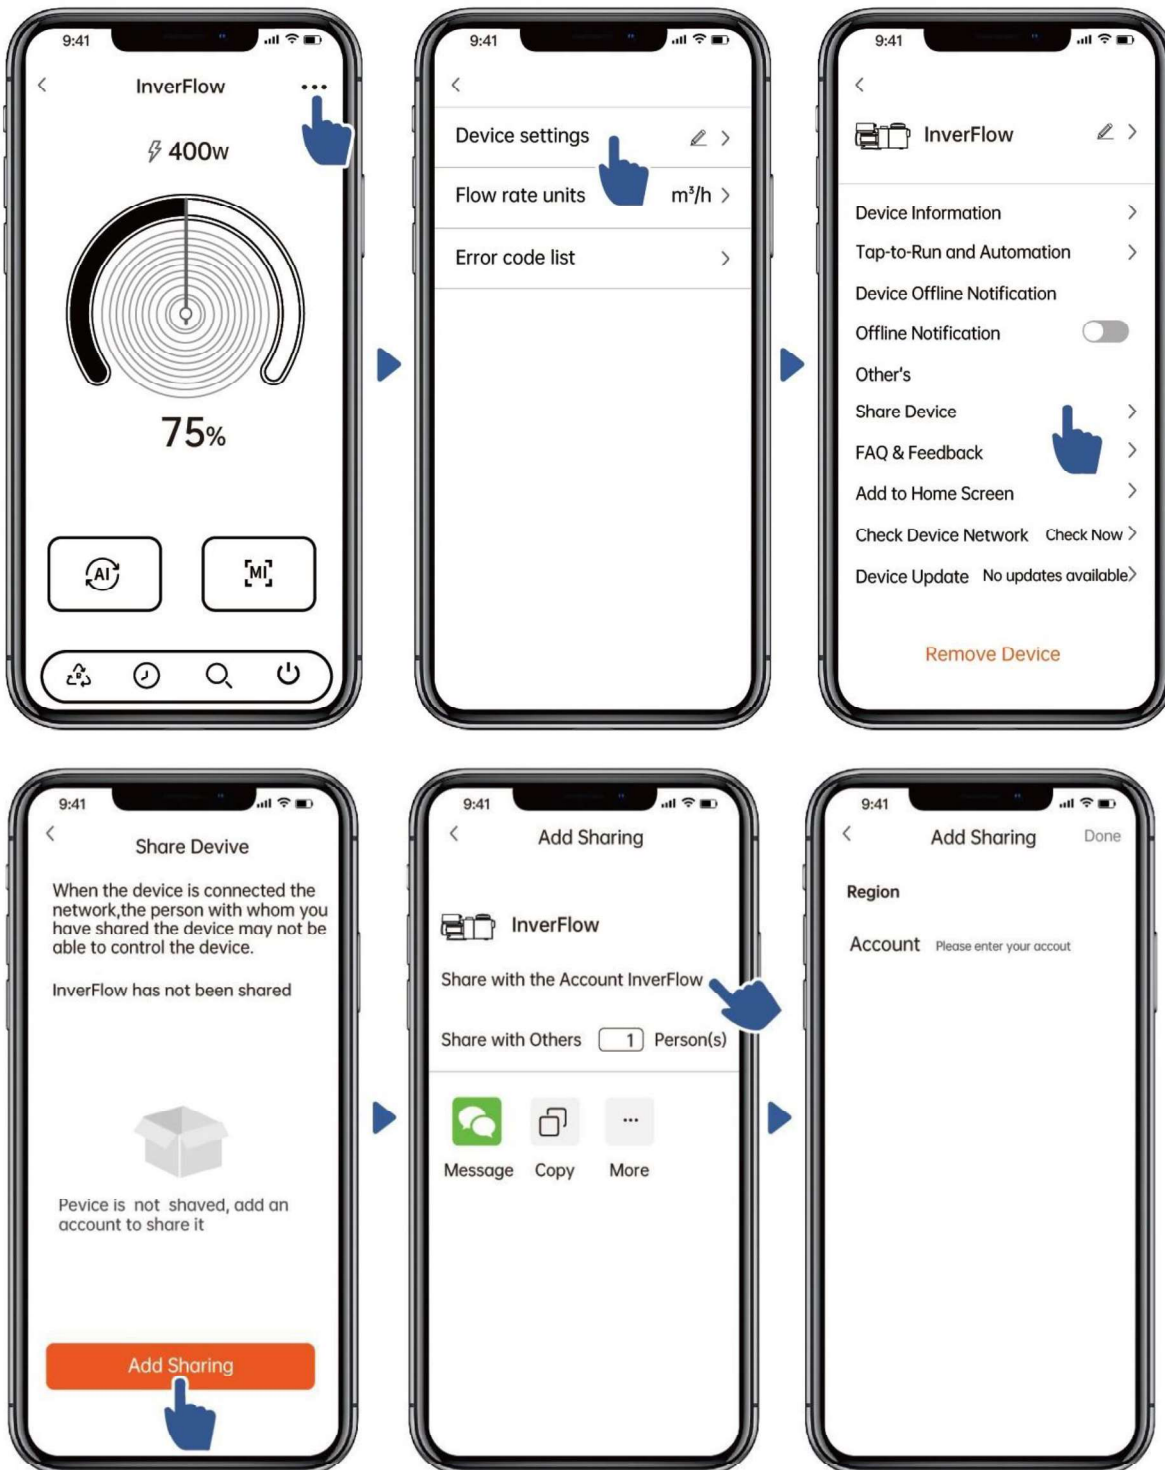 9:41
InverFlow
400w
75%
AI
MI
9:41
Device settings
Flow rate units m³/h
Error code list
9:41
InverFlow
Device Information
Tap-to-Run and Automation
Device Offline Notification
Offline Notification
Other's
Share Device
FAQ & Feedback
Add to Home Screen
Check Device Network Check Now
Device Update No updates available
Remove Device
9:41
Share Devive
When the device is connected the
network,the person with whom you
have shared the device may not be
able to control the device.
InverFlow has not been shared
Pevice is not shaved, add an
account to share it
Add Sharing
9:41
Add Sharing
InverFlow
Share with the Account InverFlow
Share with Others 1 Person(s)
Message Copy More
9:41
Add Sharing Done
Region
Account Please enter your accout